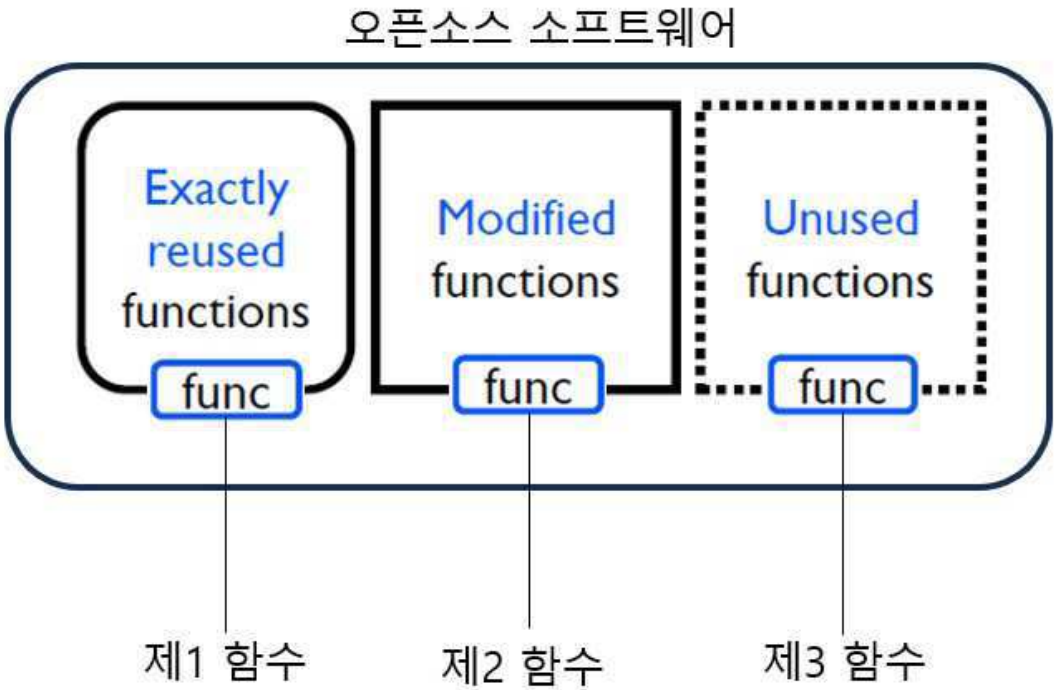 오픈소스 소프트웨어
Exactly
reused
functions
Modified
functions
Unused
functions
func
func
func
제1 함수
제2 함수
제3 함수